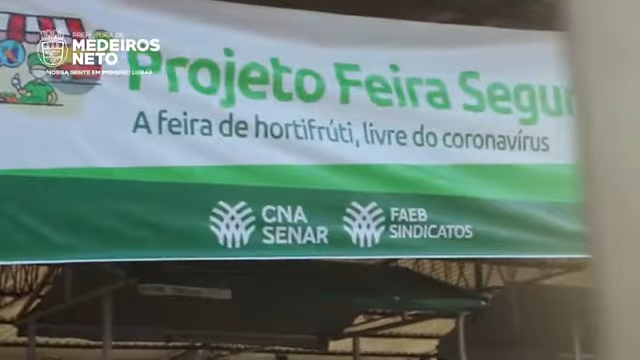 PREFEITURA DE
MEDEIROS
NETO
NOSSA GENTE EM PRIMEIRO LUGAR
Projeto Feira Segur
A feira de hortifrúti, livre do coronavírus
CNA
SENAR
FAEB
SINDICATOS